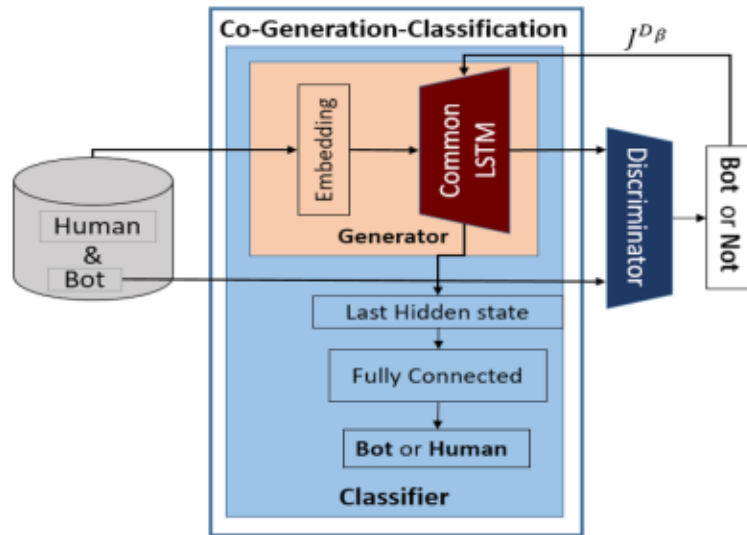 Co-Generation-Classification
J^{D_β}
Embedding
Common
LSTM
Generator
Discriminator
Bot or Not
Human
&
Bot
Last Hidden state
Fully Connected
Bot or Human
Classifier